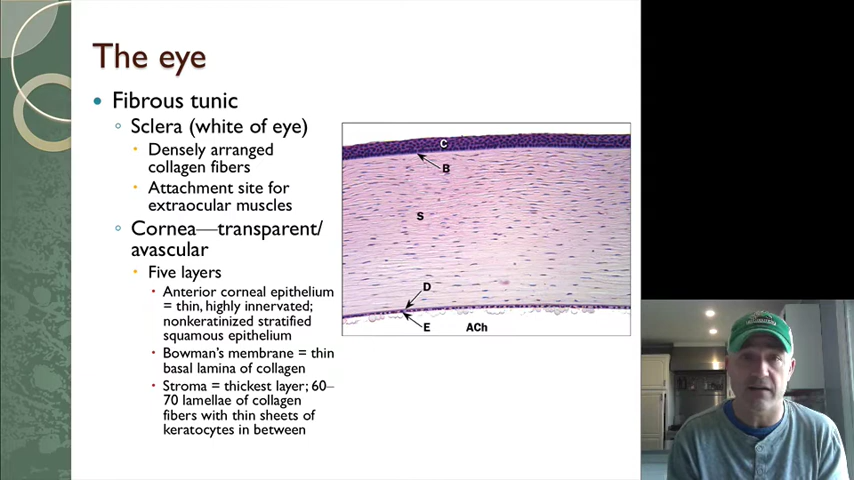 The eye
• Fibrous tunic
◦ Sclera (white of eye)
• Densely arranged
collagen fibers
• Attachment site for
extraocular muscles
◦ Cornea—transparent/
avascular
• Five layers
• Anterior corneal epithelium
= thin, highly innervated;
nonkeratinized stratified
squamous epithelium
• Bowman's membrane = thin
basal lamina of collagen
• Stroma = thickest layer; 60–
70 lamellae of collagen
fibers with thin sheets of
keratocytes in between
C
B
S
D
E
ACh